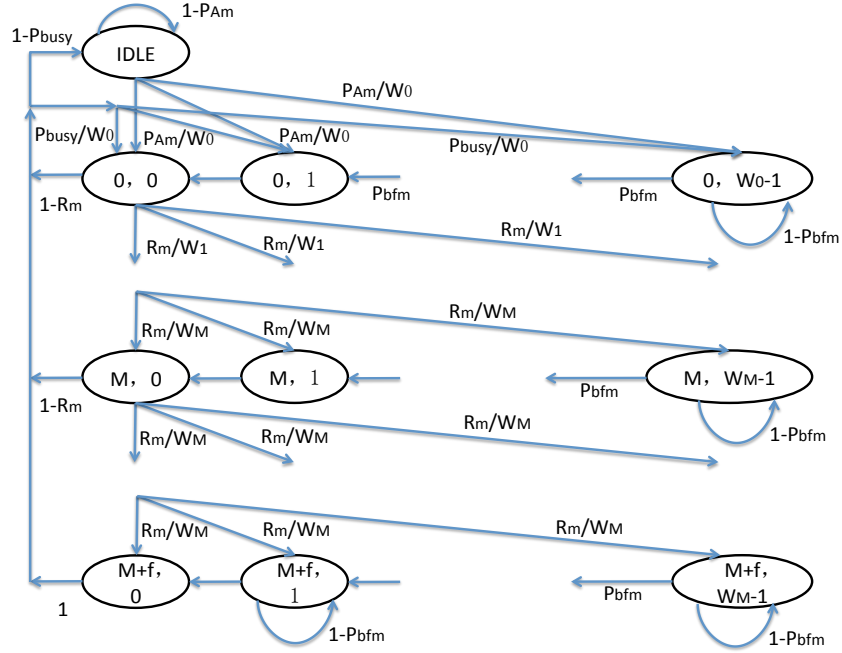 1-PAm
1-Pbusy
IDLE
PAm/W0
Pbusy/W0
PAm/W0
PAm/W0
Pbusy/W0
0，0
0，1
Pbfm
Pbfm
0，W0-1
1-Rm
1-Pbfm
Rm/W1
Rm/W1
Rm/W1
Rm/WM
Rm/WM
Rm/WM
M，0
M，1
Pbfm
M，WM-1
1-Rm
1-Pbfm
Rm/WM
Rm/WM
Rm/WM
Rm/WM
Rm/WM
Rm/WM
M+f，
0
M+f，
1
Pbfm
M+f，
WM-1
1
1-Pbfm
1-Pbfm